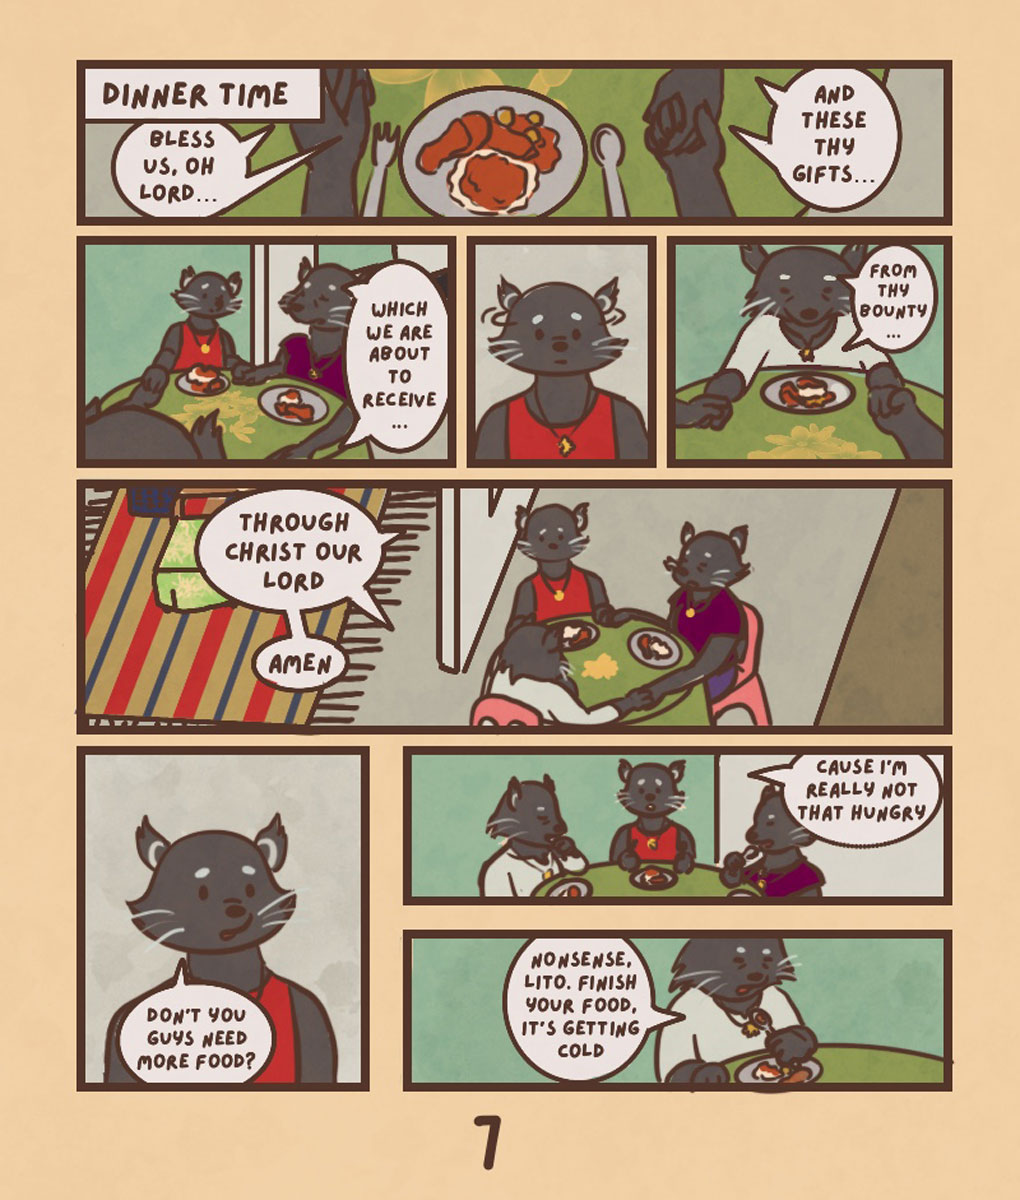 DINNER TIME
BLESS
US, OH
LORD...
AND
THESE
THY
GIFTS...
WHICH
WE ARE
ABOUT
TO
RECEIVE
...
FROM
THY
BOUNTY
...
THROUGH
CHRIST OUR
LORD
AMEN
DON'T YOU
GUYS NEED
MORE FOOD?
CAUSE I'M
REALLY NOT
THAT HUNGRY
NONSENSE,
LITO. FINISH
YOUR FOOD,
IT'S GETTING
COLD
7